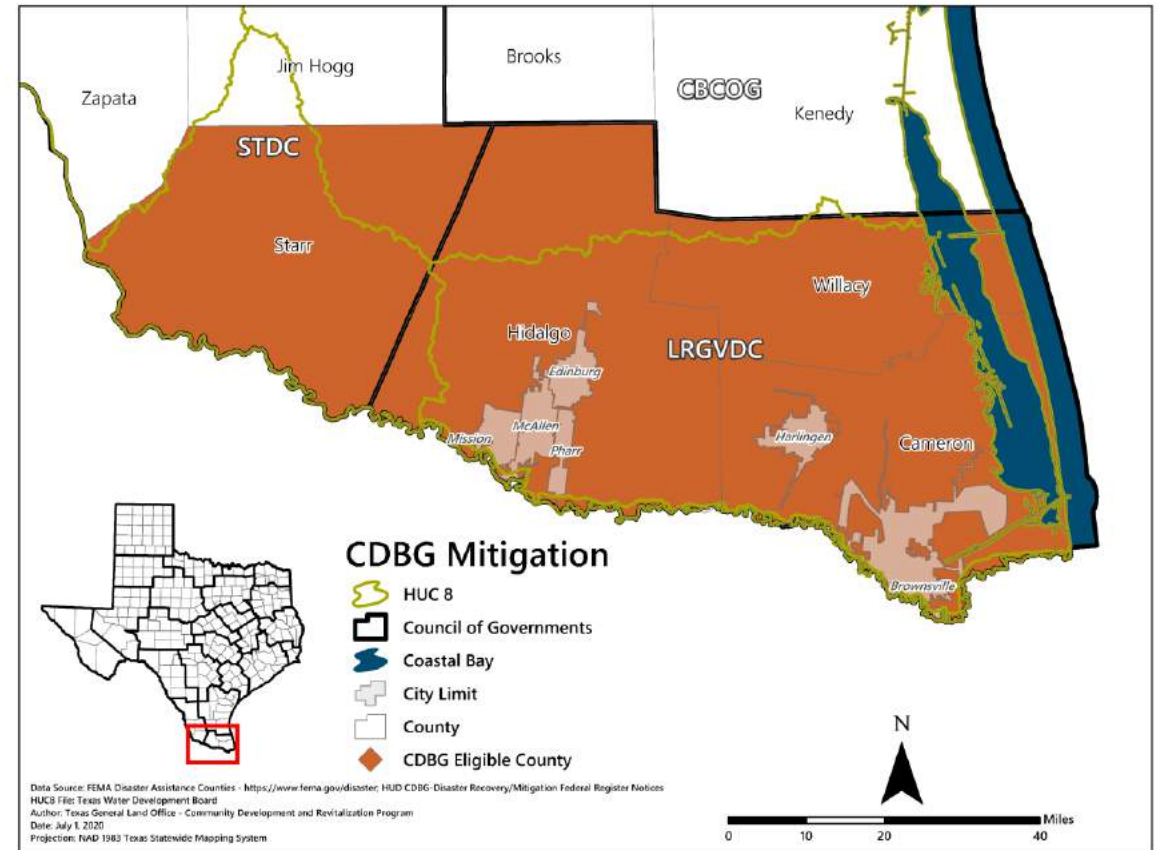 Brooks
Jim Hogg
CBCOG
Zapata
Kenedy
STDC
Starr
Willacy
Hidalgo
LRGVDC
Edinburg
McAllen
Mission
Harlingen
Cameron
Pharr
Brownsville
CDBG Mitigation
HUC 8
Council of Governments
Coastal Bay
City Limit
County
CDBG Eligible County
N
Miles
0 10 20 40
Data Source: FEMA Disaster Assistance Counties - https://www.fema.gov/disaster; HUD CDBG-Disaster Recovery/Mitigation Federal Register Notices
HUC8 File: Texas Water Development Board
Author: Texas General Land Office - Community Development and Revitalization Program
Date: July 1, 2020
Projection: NAD 1983 Texas Statewide Mapping System